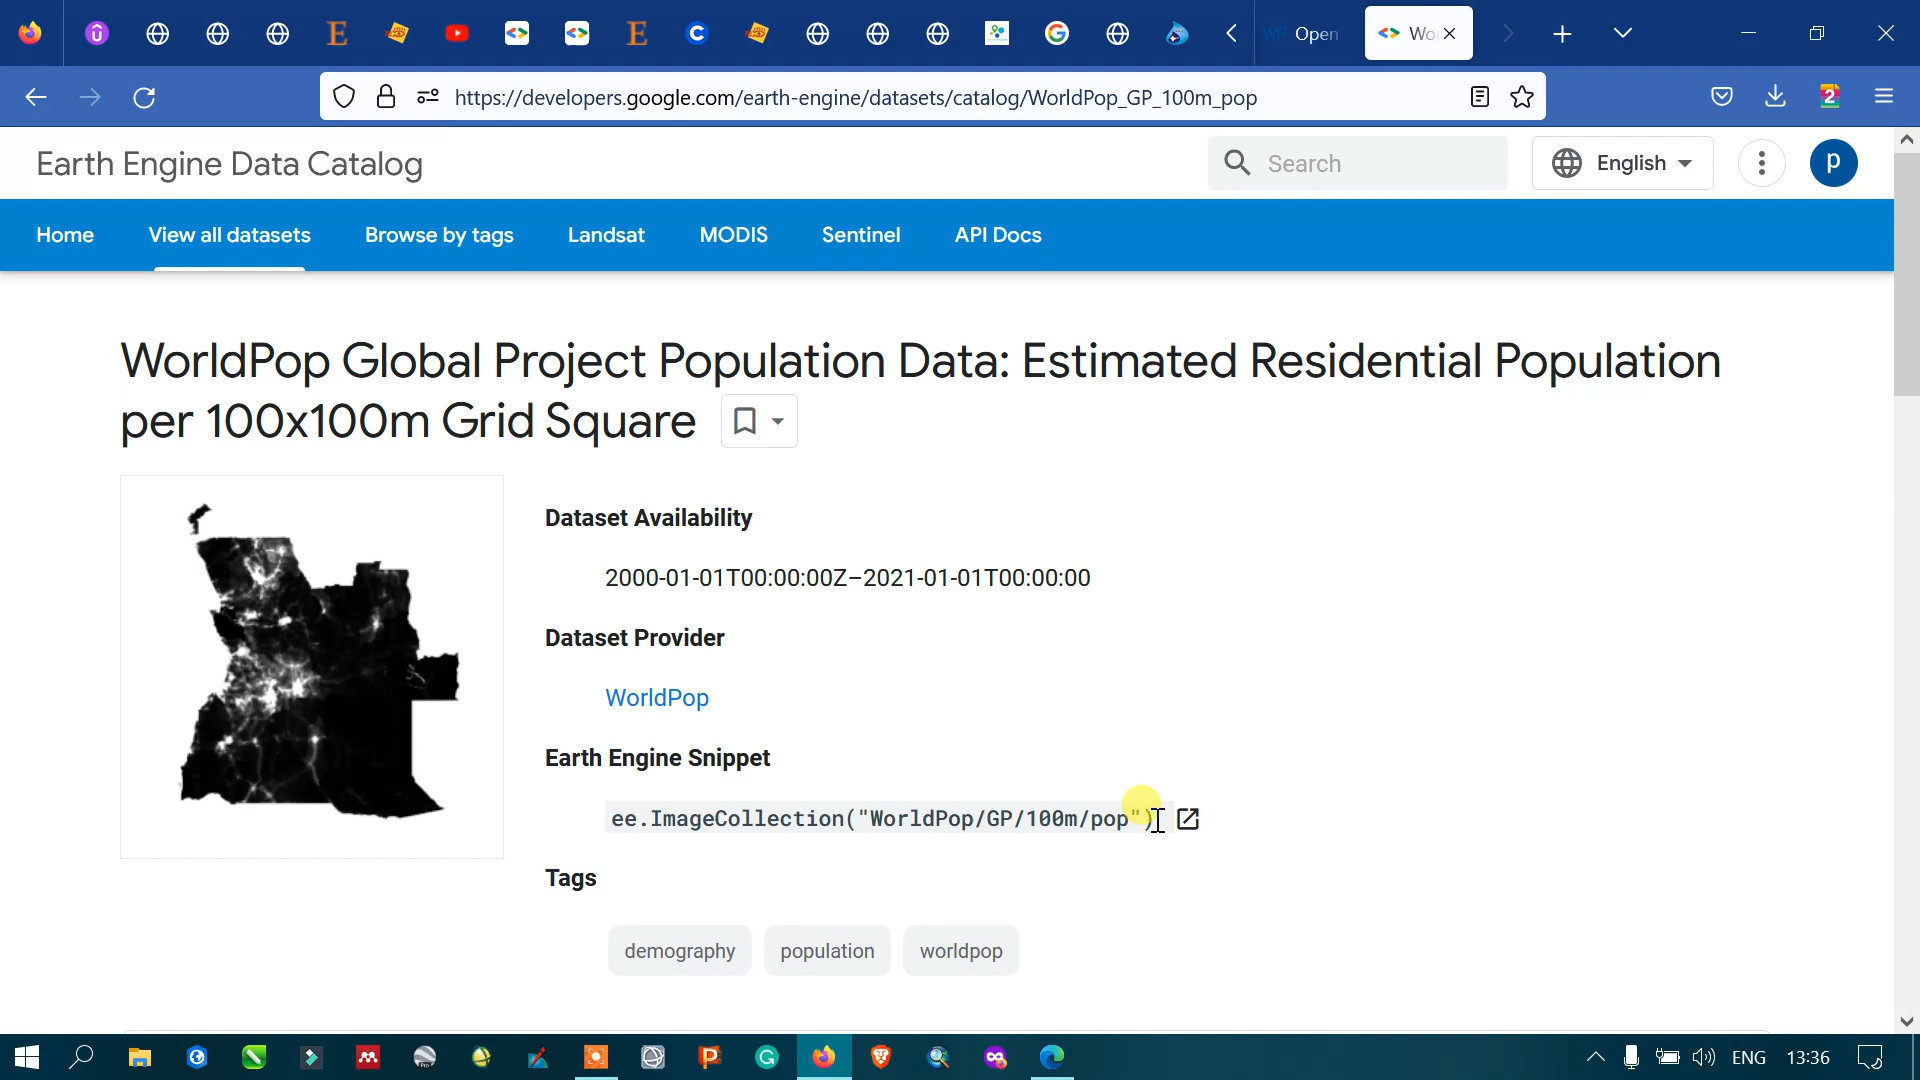 Open
Wo
https://developers.google.com/earth-engine/datasets/catalog/WorldPop_GP_100m_pop
2
Earth Engine Data Catalog
Search
English
p
Home
View all datasets
Browse by tags
Landsat
MODIS
Sentinel
API Docs
WorldPop Global Project Population Data: Estimated Residential Population
per 100x100m Grid Square
Dataset Availability
2000-01-01T00:00:00Z–2021-01-01T00:00:00
Dataset Provider
WorldPop
Earth Engine Snippet
ee.ImageCollection("WorldPop/GP/100m/pop")
Tags
demography
population
worldpop
ENG
13:36